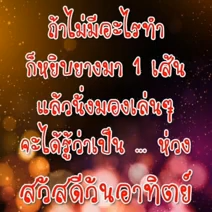 ถ้าไม่มีอะไรทำ
ก็หยิบยางมา 1 เส้น
แล้วนั่งมองเล่นๆ
จะได้รู้ว่าเป็น ... ห่วง
สวัสดีวันอาทิตย์